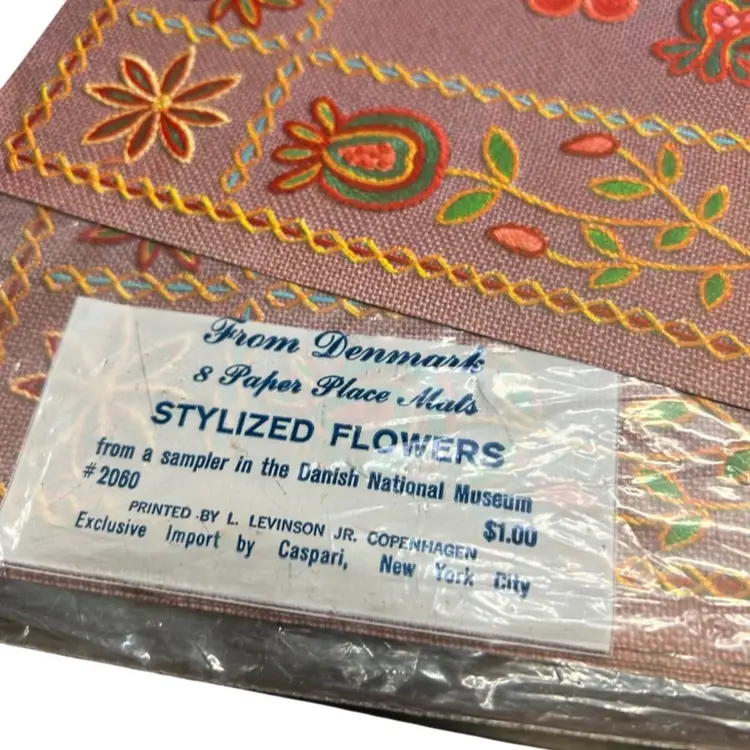 From Denmark
8 Paper Place Mats
STYLIZED FLOWERS
from a sampler in the Danish National Museum
#2060
$1.00
PRINTED BY L. LEVINSON JR. COPENHAGEN
Exclusive Import by Caspari, New York City